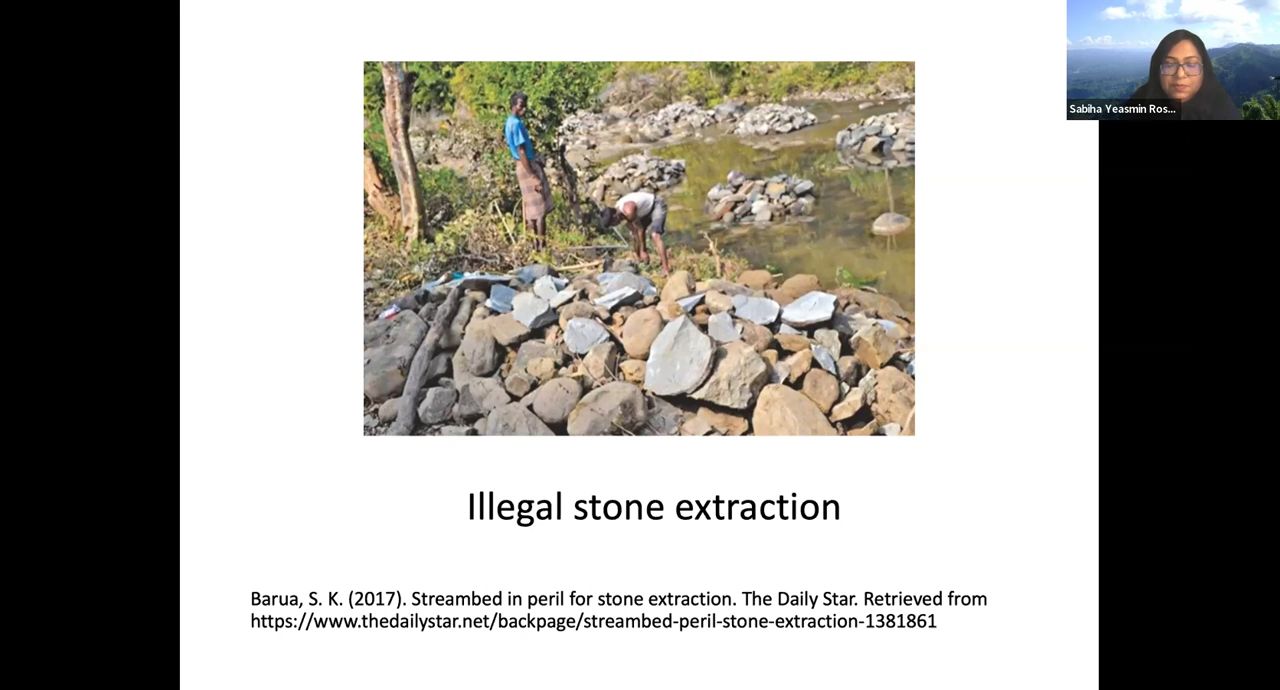 Sabiha Yeasmin Ros...
Illegal stone extraction
Barua, S. K. (2017). Streambed in peril for stone extraction. The Daily Star. Retrieved from
https://www.thedailystar.net/backpage/streambed-peril-stone-extraction-1381861